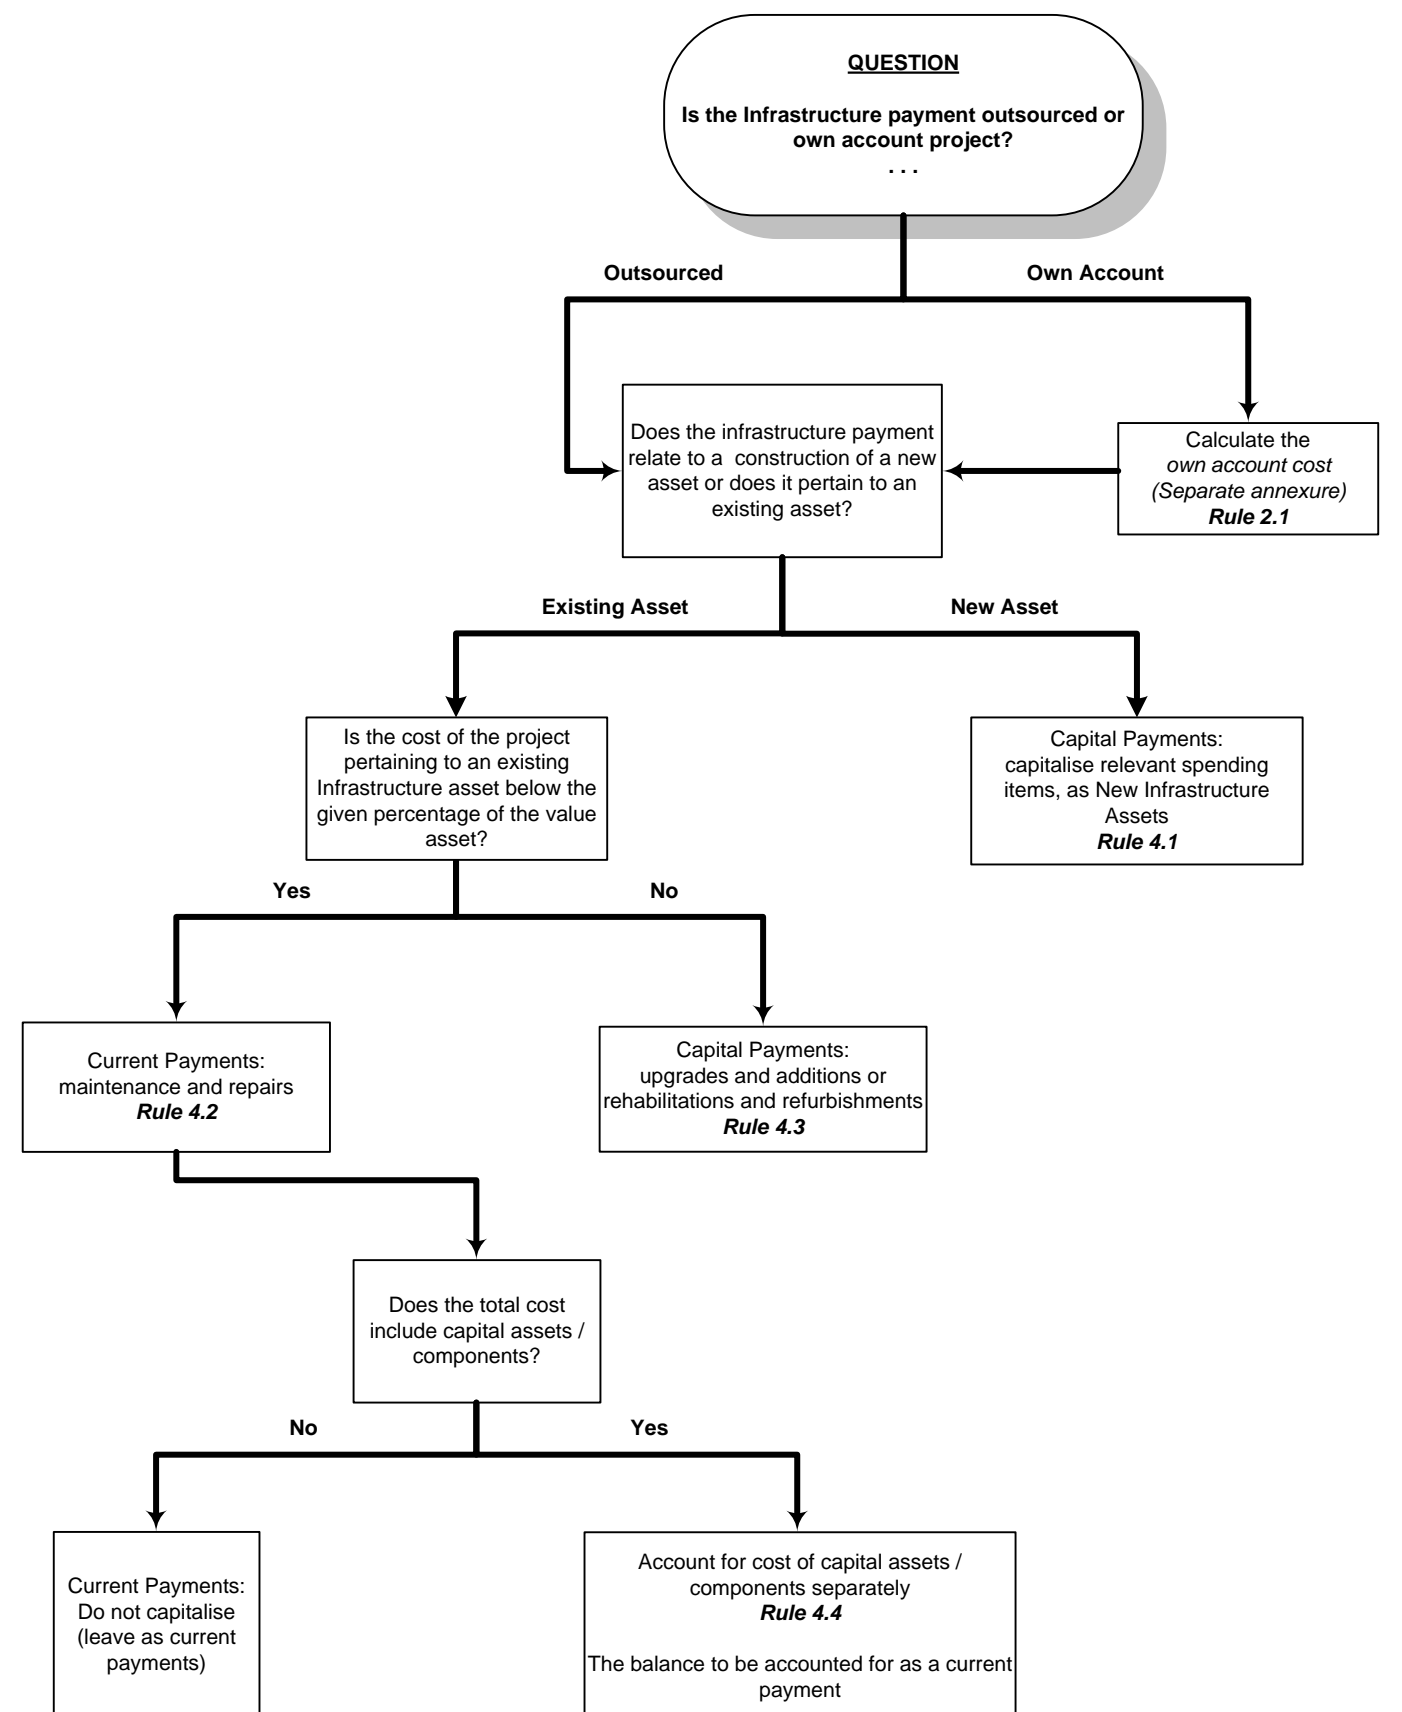 QUESTION
Is the Infrastructure payment outsourced or
own account project?
. . .
Outsourced
Own Account
Does the infrastructure payment
relate to a  construction of a new
asset or does it pertain to an
existing asset?
Calculate the
own account cost
(Separate annexure)
Rule 2.1
Existing Asset
New Asset
Is the cost of the project
pertaining to an existing
Infrastructure asset below the
given percentage of the value
asset?
Capital Payments:
capitalise relevant spending
items, as New Infrastructure
Assets
Rule 4.1
Yes
No
Current Payments:
maintenance and repairs
Rule 4.2
Capital Payments:
upgrades and additions or
rehabilitations and refurbishments
Rule 4.3
Does the total cost
include capital assets /
components?
No
Yes
Current Payments:
Do not capitalise
(leave as current
payments)
Account for cost of capital assets /
components separately
Rule 4.4
The balance to be accounted for as a current
payment